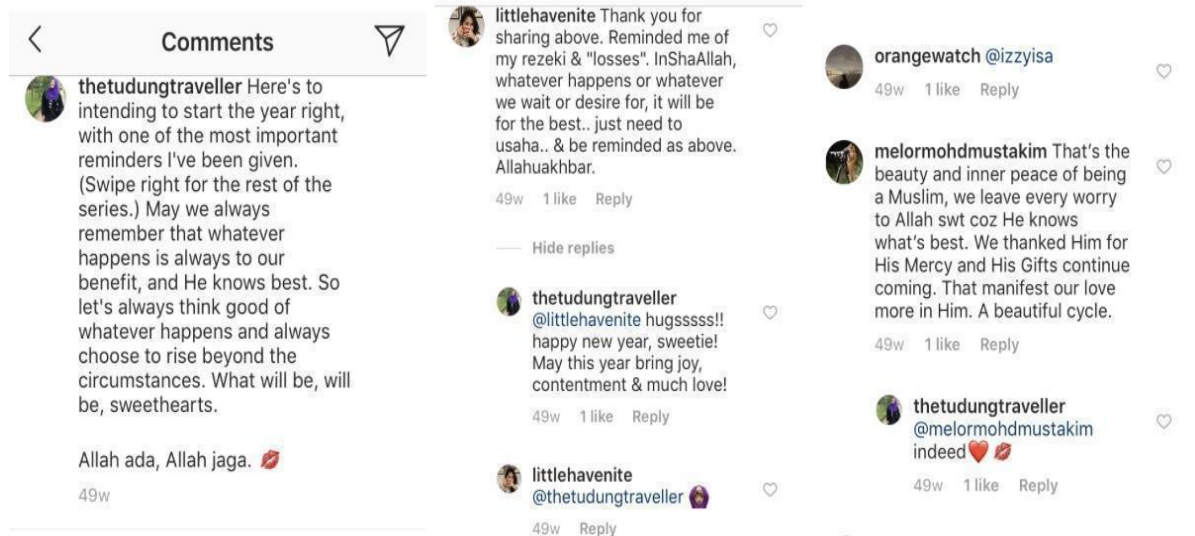 Comments
thetudungtraveller Here's to
intending to start the year right,
with one of the most important
reminders I've been given.
(Swipe right for the rest of the
series.) May we always
remember that whatever
happens is always to our
benefit, and He knows best. So
let's always think good of
whatever happens and always
choose to rise beyond the
circumstances. What will be, will
be, sweethearts.
Allah ada, Allah jaga. 💋
49w
littlehavenite Thank you for
sharing above. Reminded me of
my rezeki & "losses". InShaAllah,
whatever happens or whatever
we wait or desire for, it will be
for the best.. just need to
usaha.. & be reminded as above.
Allahuakhbar.
49w 1 like Reply
Hide replies
thetudungtraveller
@littlehavenite hugsssss!!
happy new year, sweetie!
May this year bring joy,
contentment & much love!
49w 1 like Reply
littlehavenite
@thetudungtraveller 🧕
49w Reply
orangewatch @izzyisa
49w 1 like Reply
melormohdmustakim That's the
beauty and inner peace of being
a Muslim, we leave every worry
to Allah swt coz He knows
what's best. We thanked Him for
His Mercy and His Gifts continue
coming. That manifest our love
more in Him. A beautiful cycle.
49w 1 like Reply
thetudungtraveller
@melormohdmustakim
indeed❤️ 💋
49w 1 like Reply